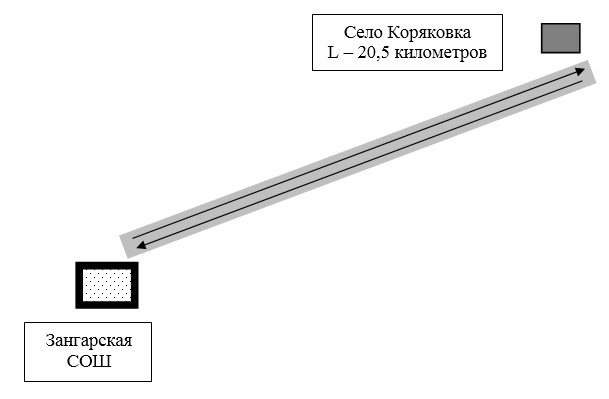 Село Коряковка
L – 20,5 километров
Зангарская
СОШ